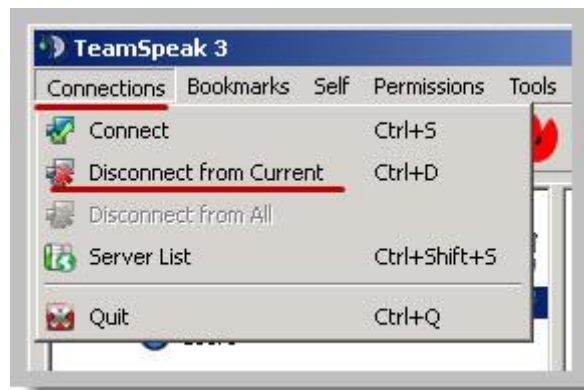 TeamSpeak 3
Connections Bookmarks Self Permissions Tools
Connect Ctrl+S
Disconnect from Current Ctrl+D
Disconnect from All
Server List Ctrl+Shift+S
Quit Ctrl+Q